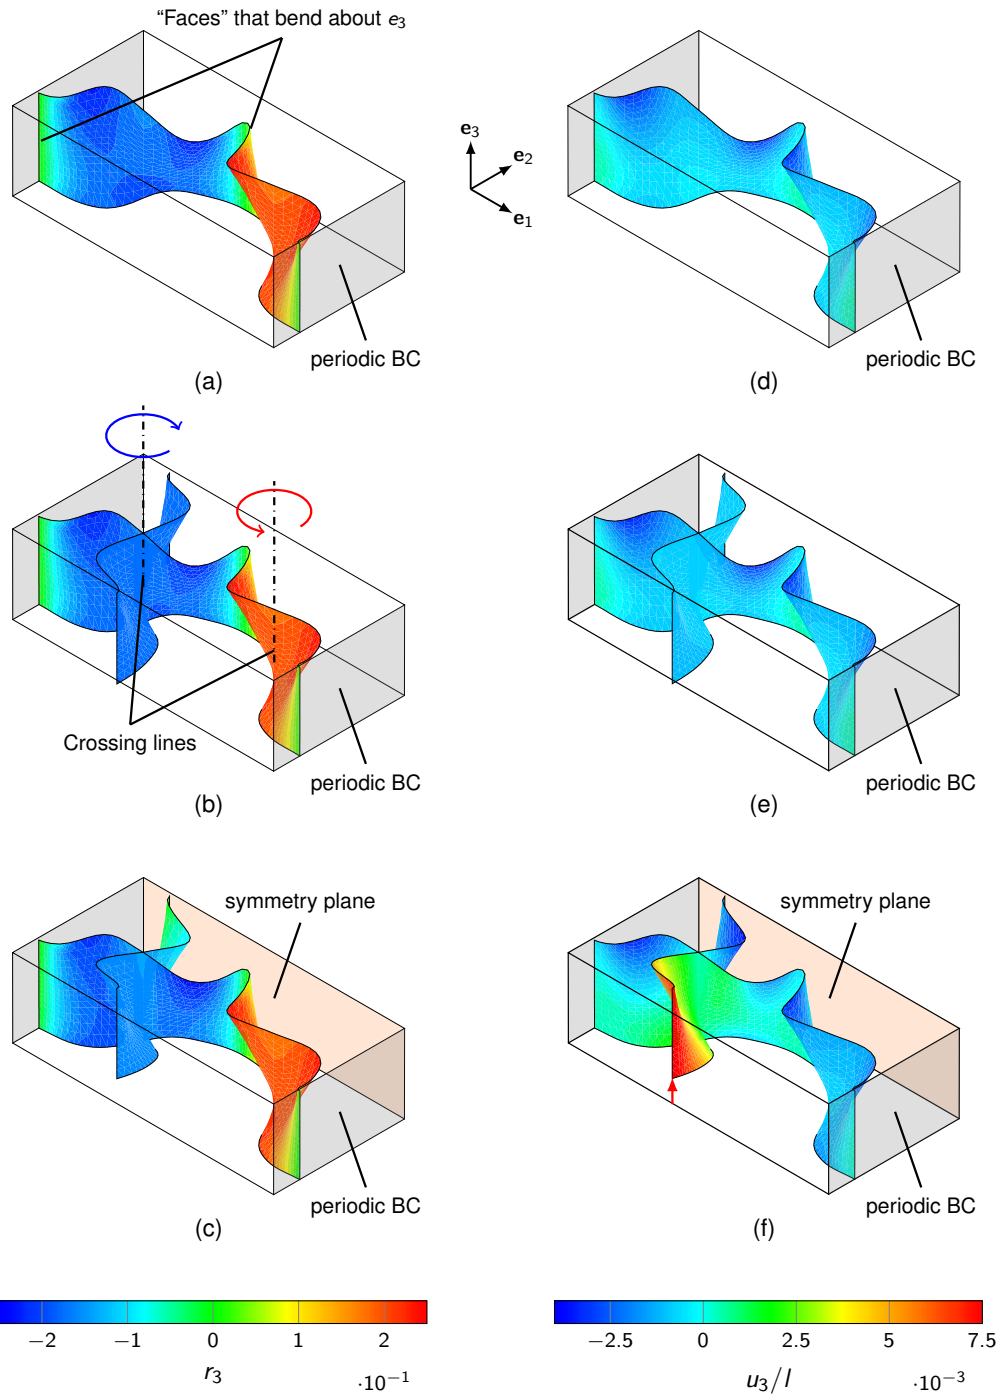 “Faces” that bend about e3
e3
e2
e1
periodic BC
periodic BC
(a)
(d)
Crossing lines
periodic BC
periodic BC
(b)
(e)
symmetry plane
symmetry plane
periodic BC
periodic BC
(c)
(f)
−2 −1 0 1 2
r3
·10−1
−2.5 0 2.5 5 7.5
u3/l
·10−3